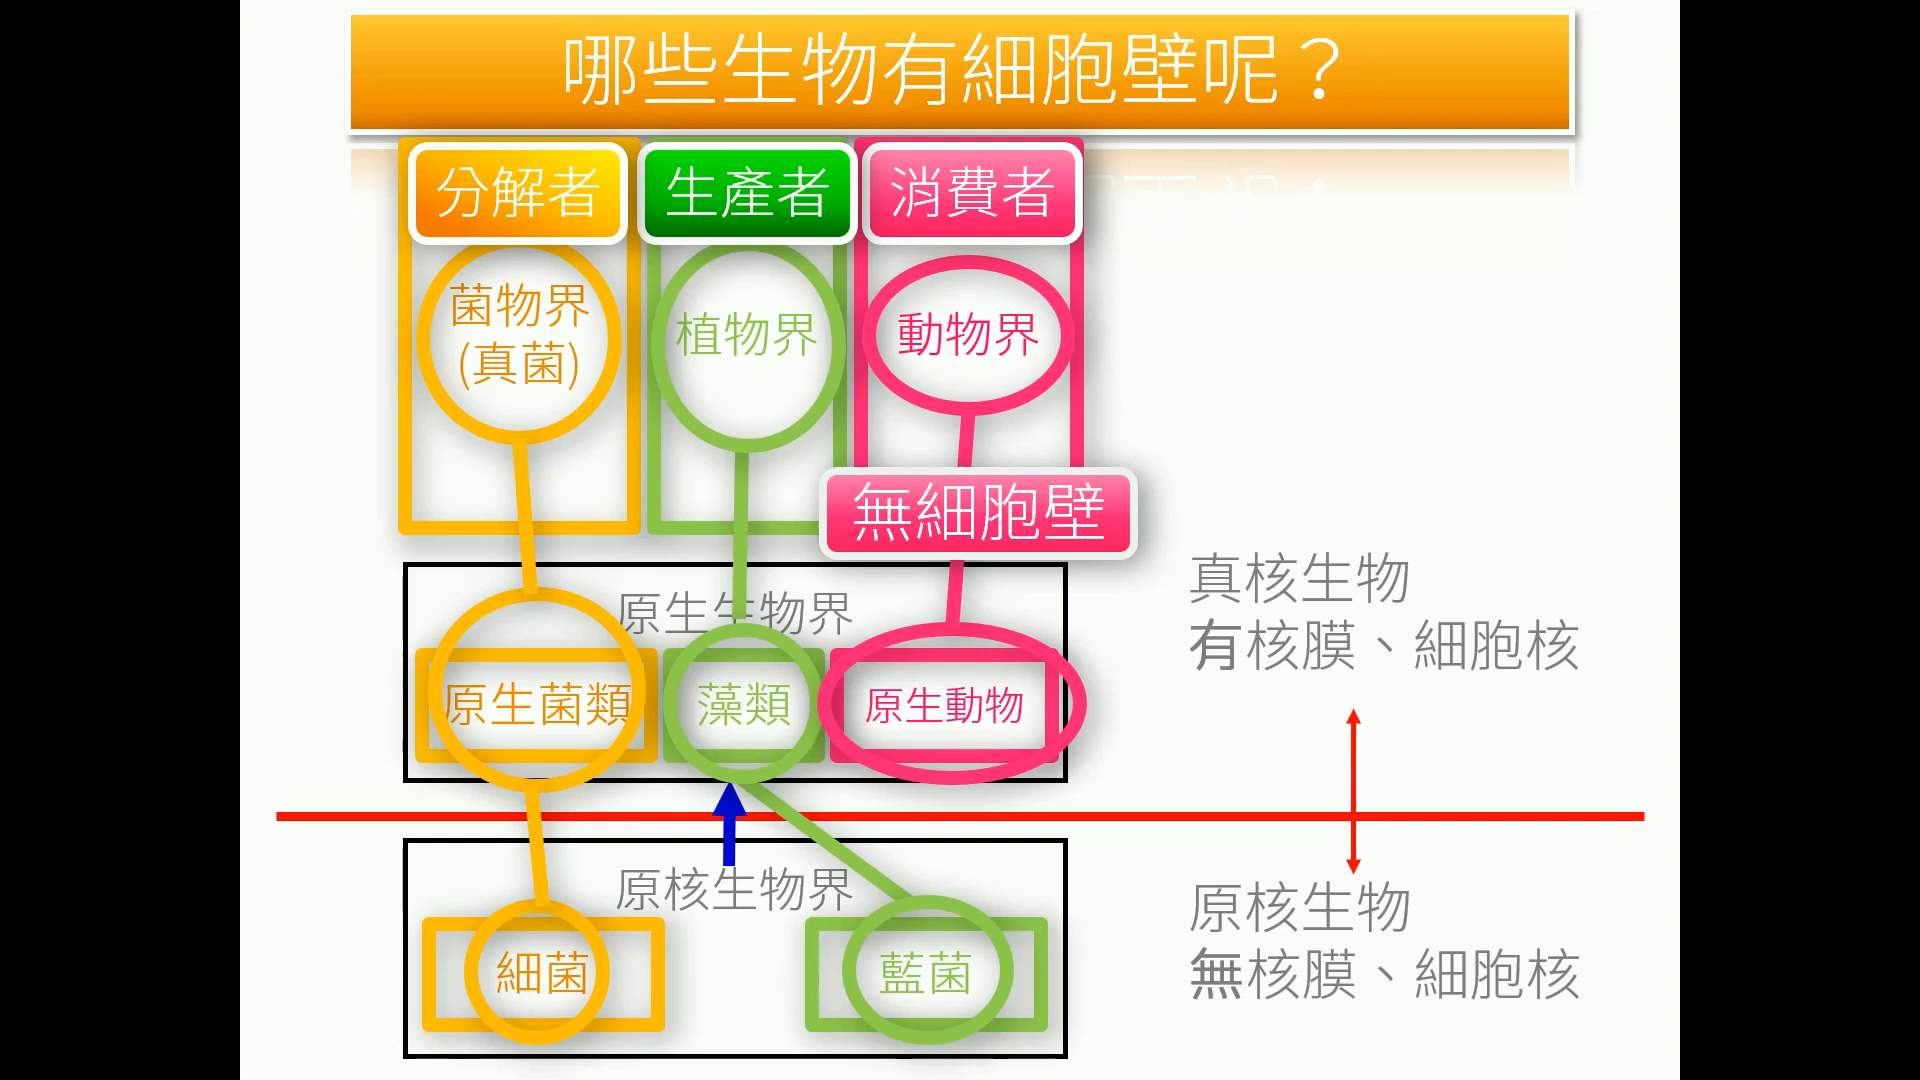 哪些生物有細胞壁呢？
分解者
生產者
消費者
菌物界
(真菌)
植物界
動物界
無細胞壁
原生生物界
原生菌類
藻類
原生動物
真核生物
有核膜、細胞核
原核生物界
細菌
藍菌
原核生物
無核膜、細胞核